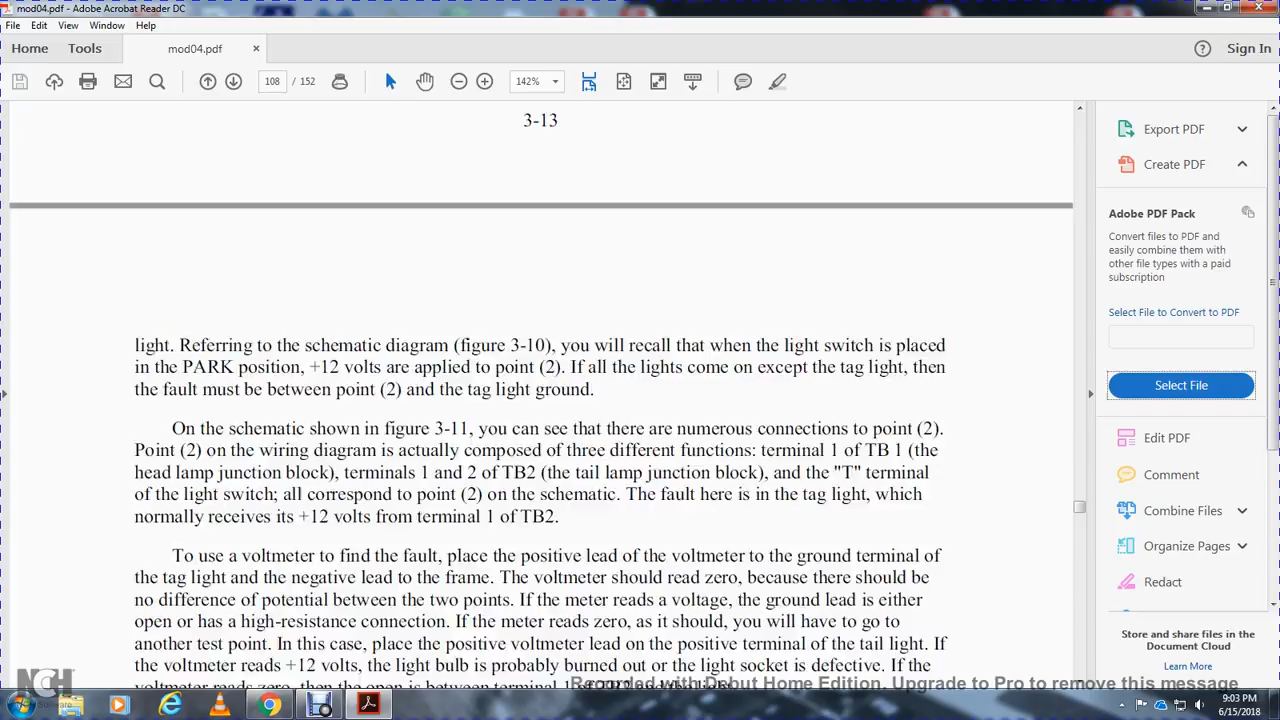 mod04.pdf - Adobe Acrobat Reader DC
File Edit View Window Help
Home Tools mod04.pdf × Sign In
108 / 152 142%
3-13
light. Referring to the schematic diagram (figure 3-10), you will recall that when the light switch is placed
in the PARK position, +12 volts are applied to point (2). If all the lights come on except the tag light, then
the fault must be between point (2) and the tag light ground.
On the schematic shown in figure 3-11, you can see that there are numerous connections to point (2).
Point (2) on the wiring diagram is actually composed of three different functions: terminal 1 of TB 1 (the
head lamp junction block), terminals 1 and 2 of TB2 (the tail lamp junction block), and the "T" terminal
of the light switch; all correspond to point (2) on the schematic. The fault here is in the tag light, which
normally receives its +12 volts from terminal 1 of TB2.
To use a voltmeter to find the fault, place the positive lead of the voltmeter to the ground terminal of
the tag light and the negative lead to the frame. The voltmeter should read zero, because there should be
no difference of potential between the two points. If the meter reads a voltage, the ground lead is either
open or has a high-resistance connection. If the meter reads zero, as it should, you will have to go to
another test point. In this case, place the positive voltmeter lead on the positive terminal of the tail light. If
the voltmeter reads +12 volts, the light bulb is probably burned out or the light socket is defective. If the
voltmeter reads zero, then the open is between terminal 1
Export PDF
Create PDF
Adobe PDF Pack
Convert files to PDF and
easily combine them with
other file types with a paid
subscription
Select File to Convert to PDF
Select File
Edit PDF
Comment
Combine Files
Organize Pages
Redact
Store and share files in the
Document Cloud
Learn More
NCH
Software
Recorded with Debut Home Edition, Upgrade to Pro to remove this message
9:03 PM
6/15/2018